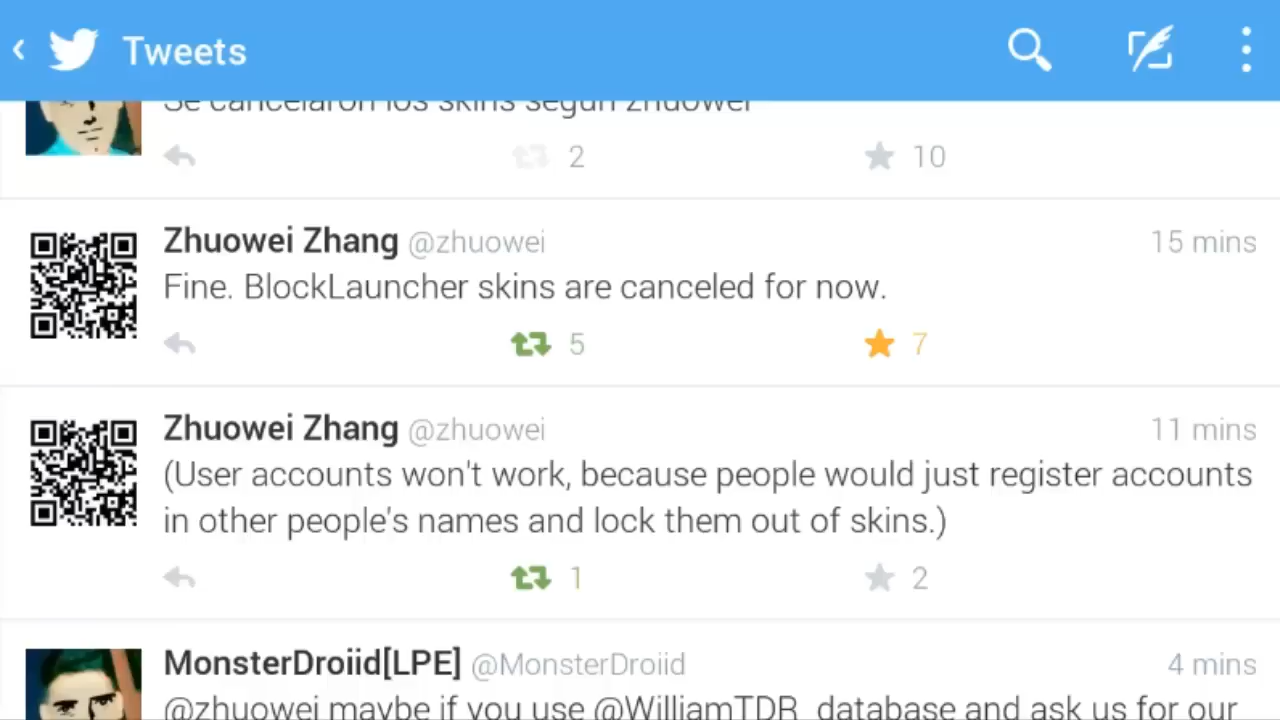 Tweets
Se cancelaron los skins segun zhuowei
2 10
Zhuowei Zhang @zhuowei 15 mins
Fine. BlockLauncher skins are canceled for now.
5 7
Zhuowei Zhang @zhuowei 11 mins
(User accounts won't work, because people would just register accounts
in other people's names and lock them out of skins.)
1 2
MonsterDroiid[LPE] @MonsterDroiid 4 mins
@zhuowei maybe if you use @WilliamTDR database and ask us for our